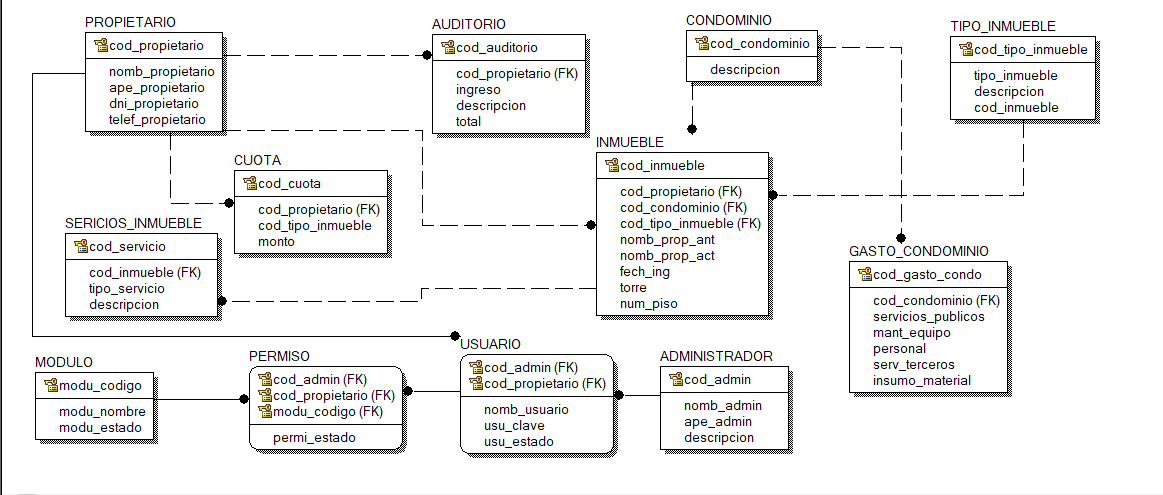 PROPIETARIO
cod_propietario
nomb_propietario
ape_propietario
dni_propietario
telef_propietario
AUDITORIO
cod_auditorio
cod_propietario (FK)
ingreso
descripcion
total
CONDOMINIO
cod_condominio
descripcion
TIPO_INMUEBLE
cod_tipo_inmueble
tipo_inmueble
descripcion
cod_inmueble
CUOTA
cod_cuota
cod_propietario (FK)
cod_tipo_inmueble
monto
INMUEBLE
cod_inmueble
cod_propietario (FK)
cod_condominio (FK)
cod_tipo_inmueble (FK)
nomb_prop_ant
nomb_prop_act
fech_ing
torre
num_piso
SERICIOS_INMUEBLE
cod_servicio
cod_inmueble (FK)
tipo_servicio
descripcion
GASTO_CONDOMINIO
cod_gasto_condo
cod_condominio (FK)
servicios_publicos
mant_equipo
personal
serv_terceros
insumo_material
MODULO
modu_codigo
modu_nombre
modu_estado
PERMISO
cod_admin (FK)
cod_propietario (FK)
modu_codigo (FK)
permi_estado
USUARIO
cod_admin (FK)
cod_propietario (FK)
nomb_usuario
usu_clave
usu_estado
ADMINISTRADOR
cod_admin
nomb_admin
ape_admin
descripcion